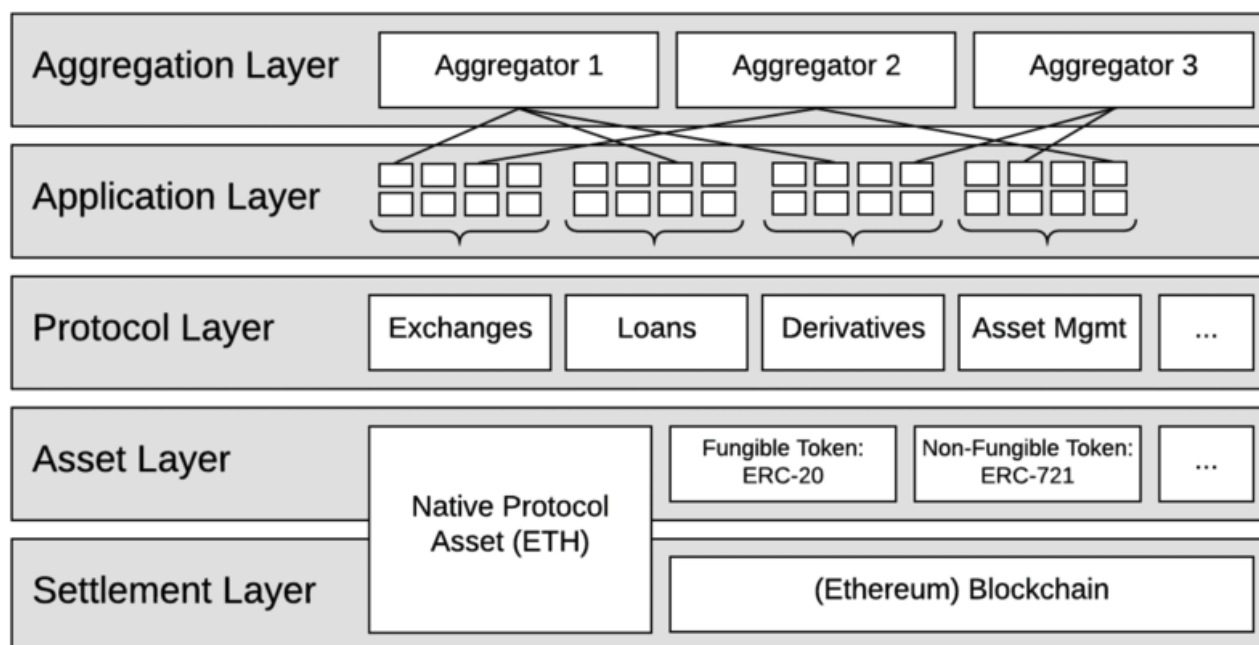 Aggregation Layer
Aggregator 1
Aggregator 2
Aggregator 3
Application Layer
Protocol Layer
Exchanges
Loans
Derivatives
Asset Mgmt
...
Asset Layer
Native Protocol
Asset (ETH)
Fungible Token:
ERC-20
Non-Fungible Token:
ERC-721
...
Settlement Layer
(Ethereum) Blockchain